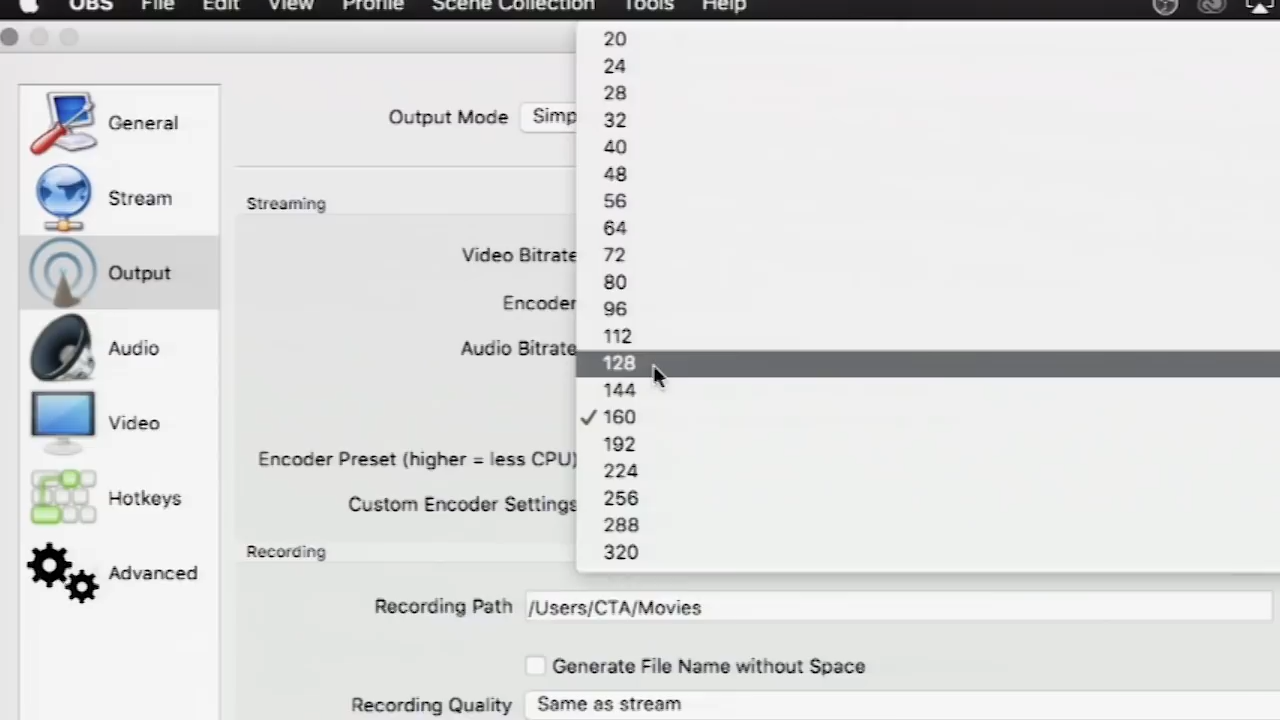 OBS File Edit View Profile Scene Collection Tools Help
General
Stream
Output
Audio
Video
Hotkeys
Advanced
Output Mode Simp
Streaming
Video Bitrate
Encoder
Audio Bitrate
Encoder Preset (higher = less CPU)
Custom Encoder Settings
20
24
28
32
40
48
56
64
72
80
96
112
128
144
✓ 160
192
224
256
288
320
Recording
Recording Path /Users/CTA/Movies
Generate File Name without Space
Recording Quality Same as stream